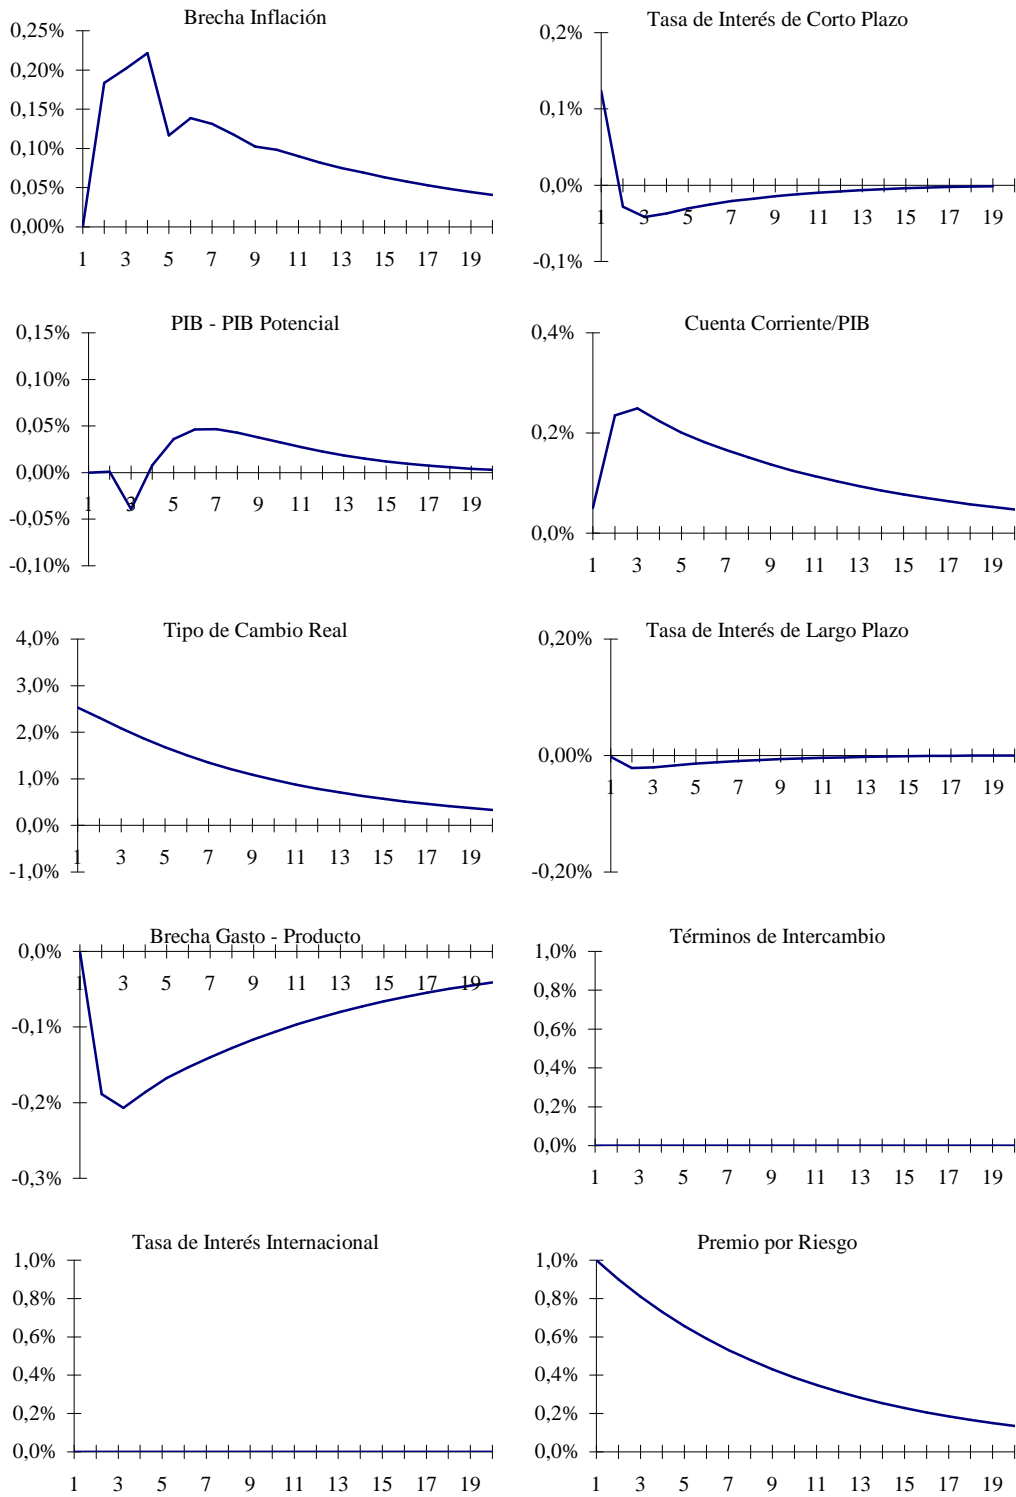 Brecha Inflación
0,25%
0,20%
0,15%
0,10%
0,05%
0,00%
1 3 5 7 9 11 13 15 17 19
Tasa de Interés de Corto Plazo
0,2%
0,1%
0,0%
-0,1%
1 3 5 7 9 11 13 15 17 19
PIB - PIB Potencial
0,15%
0,10%
0,05%
0,00%
-0,05%
-0,10%
1 3 5 7 9 11 13 15 17 19
Cuenta Corriente/PIB
0,4%
0,2%
0,0%
1 3 5 7 9 11 13 15 17 19
Tipo de Cambio Real
4,0%
3,0%
2,0%
1,0%
0,0%
-1,0%
1 3 5 7 9 11 13 15 17 19
Tasa de Interés de Largo Plazo
0,20%
0,00%
-0,20%
1 3 5 7 9 11 13 15 17 19
Brecha Gasto - Producto
0,0%
-0,1%
-0,2%
-0,3%
1 3 5 7 9 11 13 15 17 19
Términos de Intercambio
1,0%
0,8%
0,6%
0,4%
0,2%
0,0%
1 3 5 7 9 11 13 15 17 19
Tasa de Interés Internacional
1,0%
0,8%
0,6%
0,4%
0,2%
0,0%
1 3 5 7 9 11 13 15 17 19
Premio por Riesgo
1,0%
0,8%
0,6%
0,4%
0,2%
0,0%
1 3 5 7 9 11 13 15 17 19